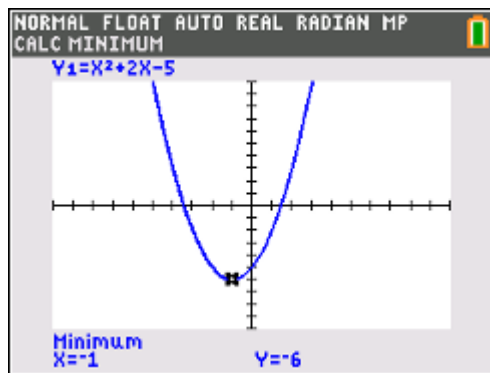 NORMAL FLOAT AUTO REAL RADIAN MP
CALC MINIMUM
Y₁=X²+2X-5
Minimum
X=-1 Y=-6